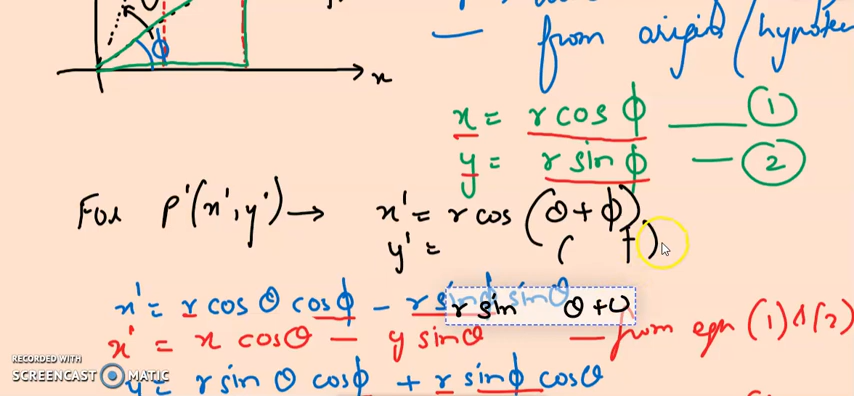 ϕ
x
from origin / hypoten
x = r cos ϕ —— ①
y = r sin ϕ — ②
For P'(x', y') → x' = r cos (θ + ϕ).
y' = (
r sin θ +
x' = r cos θ cos ϕ − r sin ϕ sin θ
x' = x cos θ — y sin θ — from eqn (1) & (2)
y' = r sin θ cos ϕ + r sin ϕ cos θ
RECORDED WITH
SCREENCAST MATIC